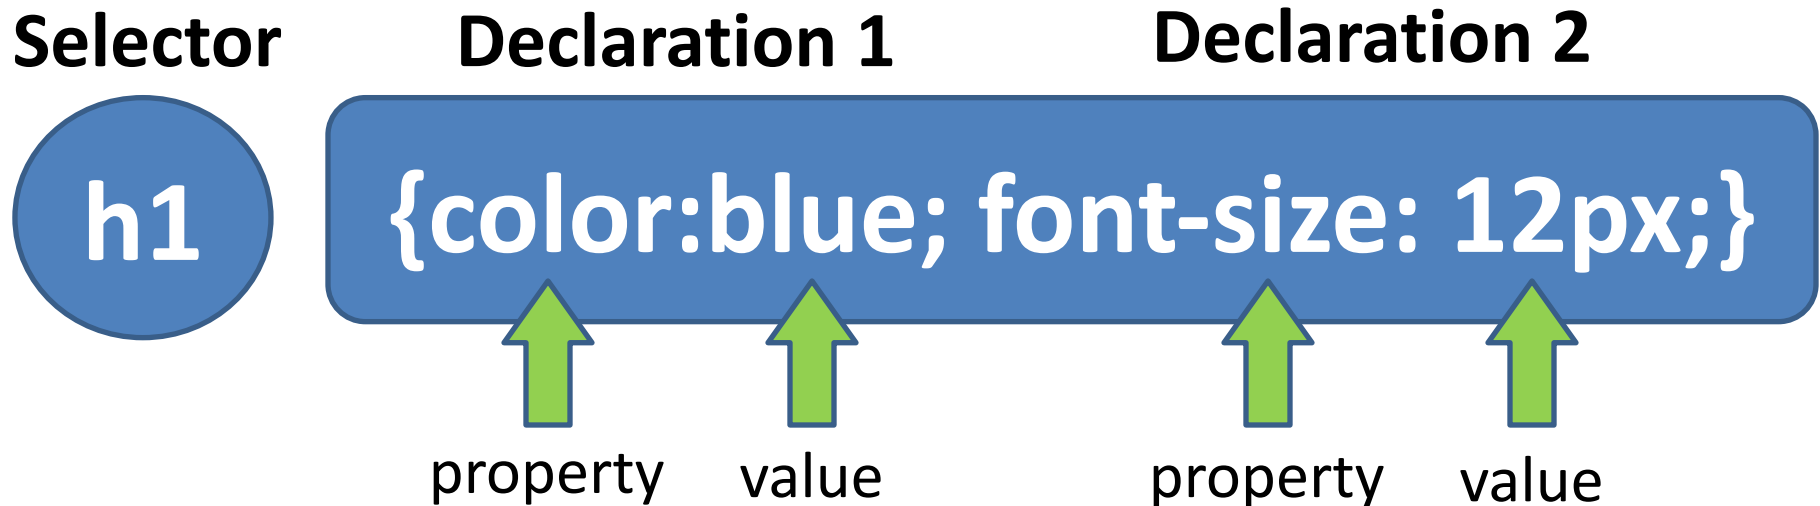 Selector Declaration 1 Declaration 2
h1 {color:blue; font-size: 12px;}
property value property value